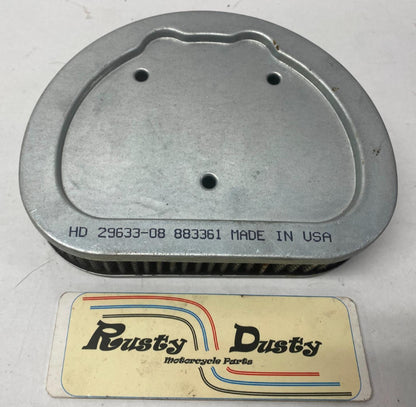 HD 29633-08 883361 MADE IN USA
Rusty Dusty
Motorcycle Parts